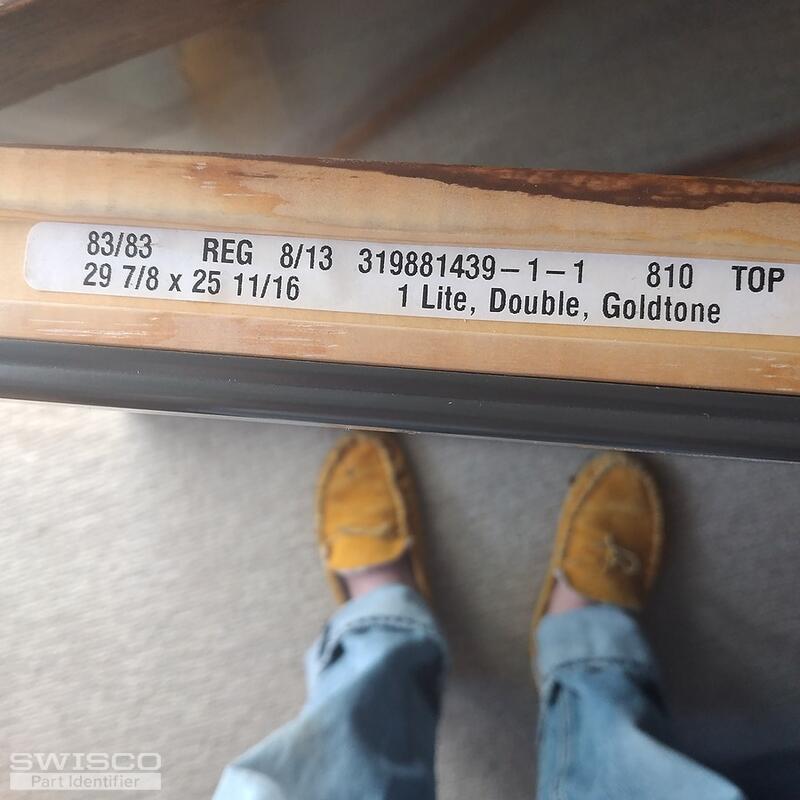 83/83 REG 8/13 319881439-1-1 810 TOP
29 7/8 x 25 11/16 1 Lite, Double, Goldtone
SWISCO
Part Identifier